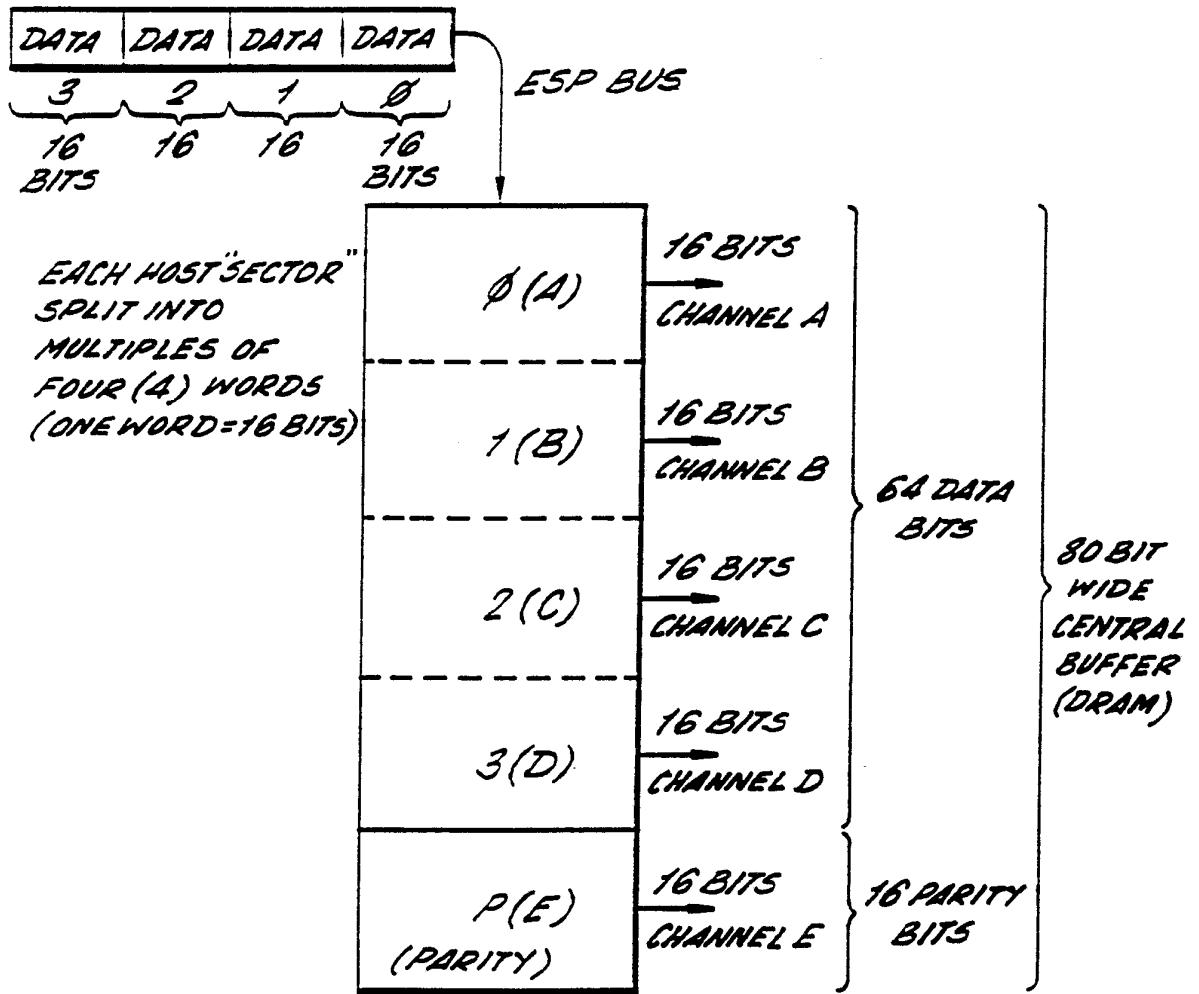 DATA DATA DATA DATA
3 2 1 Ø
16 BITS 16 16 16 BITS
ESP BUS
EACH HOST "SECTOR"
SPLIT INTO
MULTIPLES OF
FOUR (4) WORDS
(ONE WORD=16 BITS)
Ø (A)
16 BITS
CHANNEL A
1 (B)
16 BITS
CHANNEL B
2 (C)
16 BITS
CHANNEL C
3 (D)
16 BITS
CHANNEL D
P(E)
(PARITY)
16 BITS
CHANNEL E
64 DATA
BITS
16 PARITY
BITS
80 BIT
WIDE
CENTRAL
BUFFER
(DRAM)